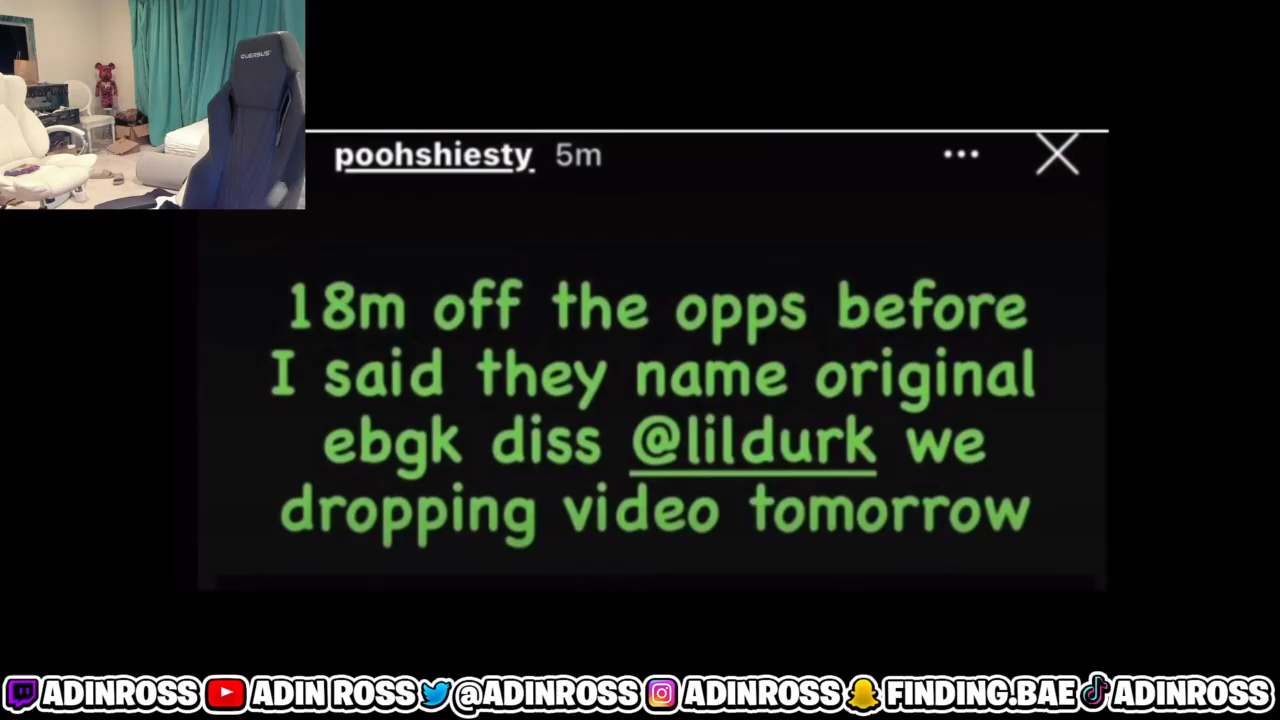 QUERSUS
poohshiesty 5m
18m off the opps before
I said they name original
ebgk diss @lildurk we
dropping video tomorrow
ADINROSS ADIN ROSS @ADINROSS ADINROSS FINDING.BAE ADINROSS